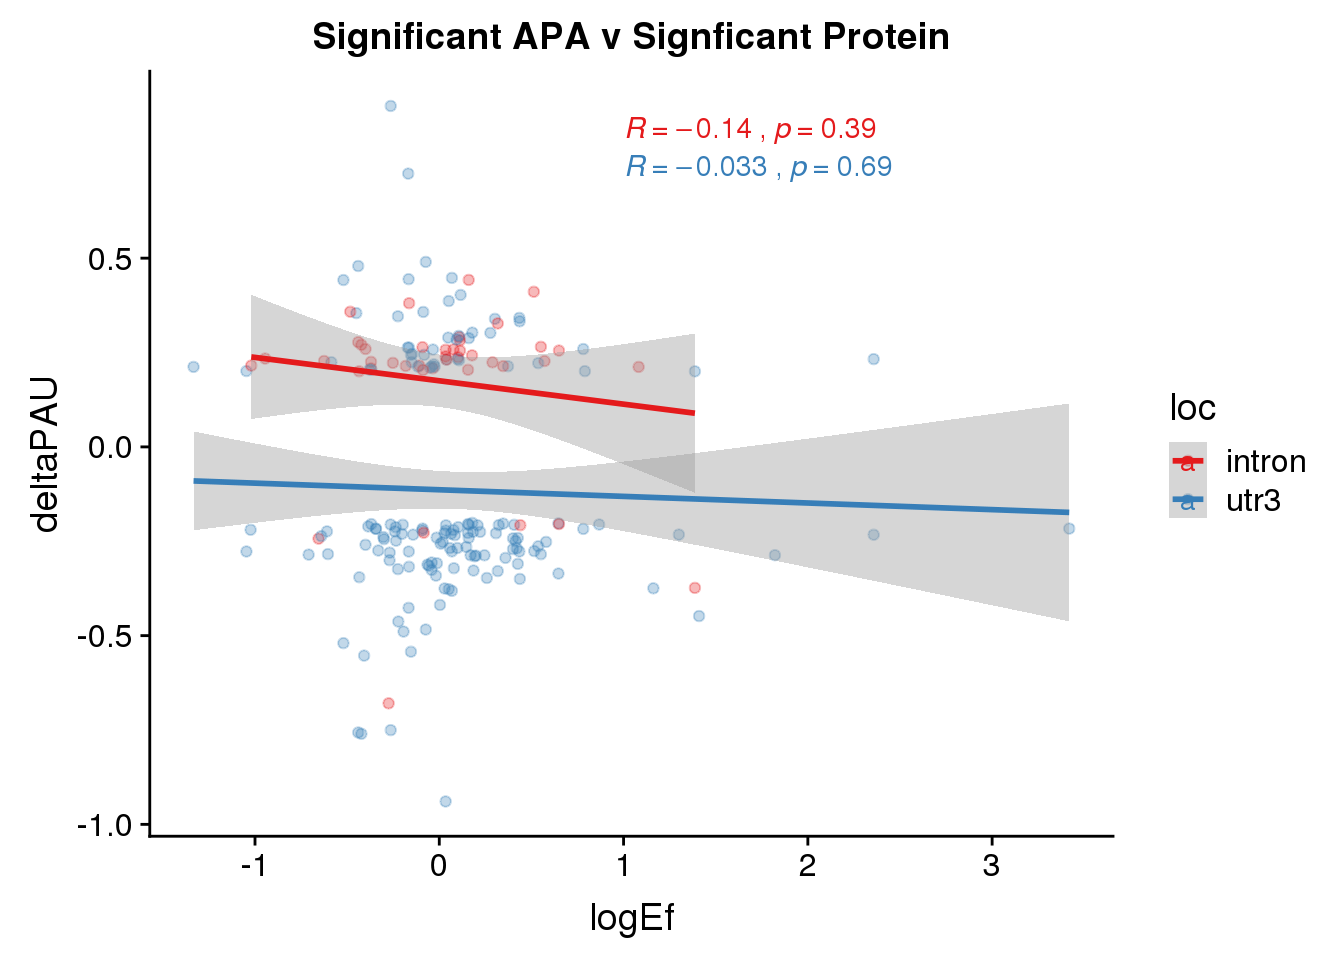 Significant APA v Signficant Protein
R = −0.14 , p = 0.39
R = −0.033 , p = 0.69
0.5
0.0
-0.5
-1.0
deltaPAU
-1 0 1 2 3
logEf
loc
a intron
a utr3